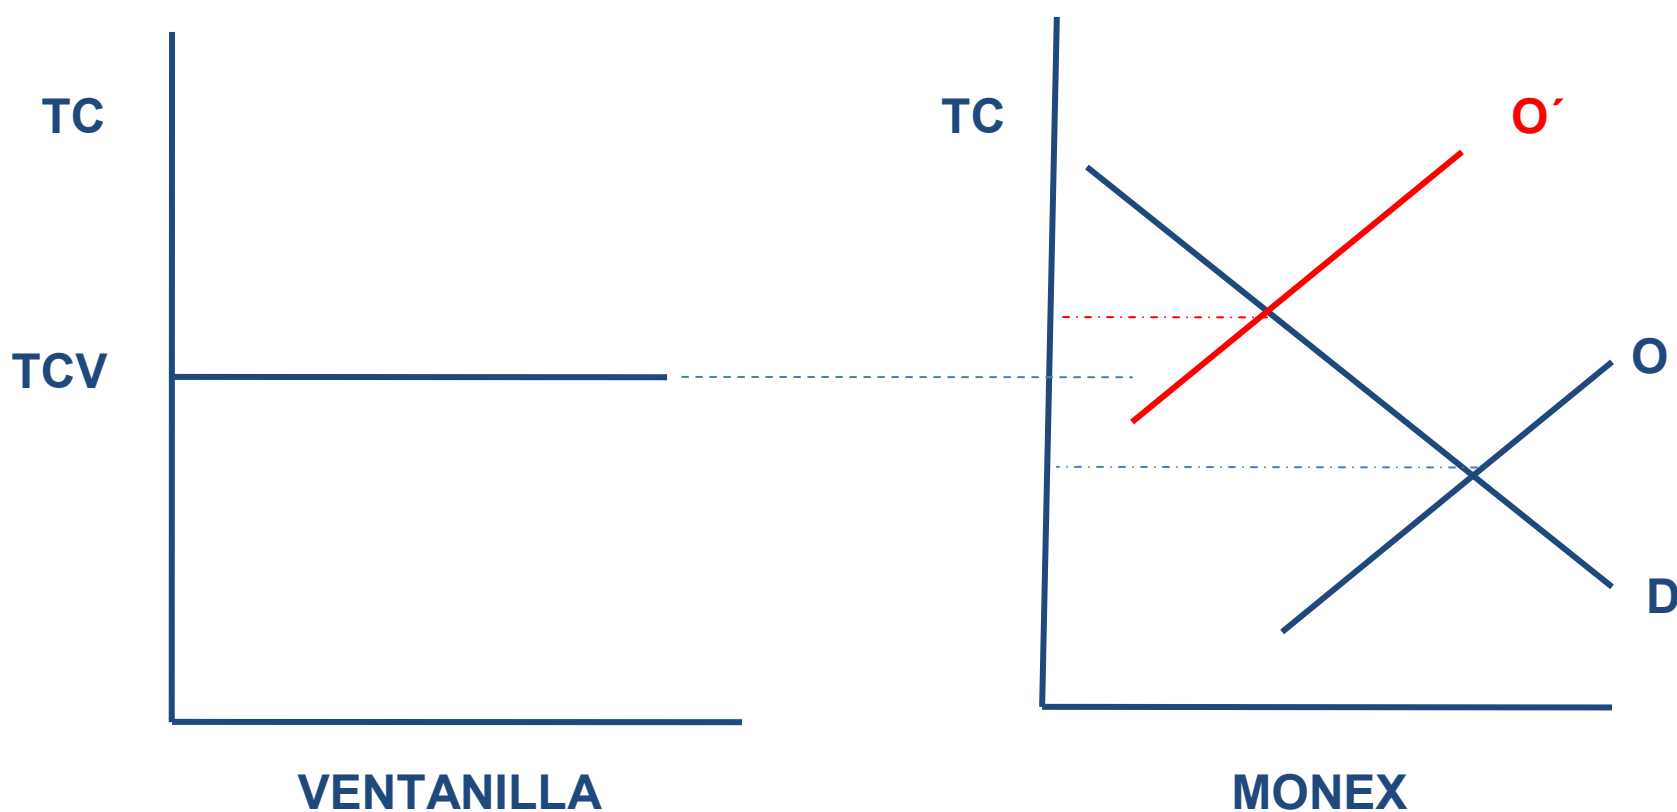 TC
TCV
VENTANILLA
TC
O´
O
D
MONEX